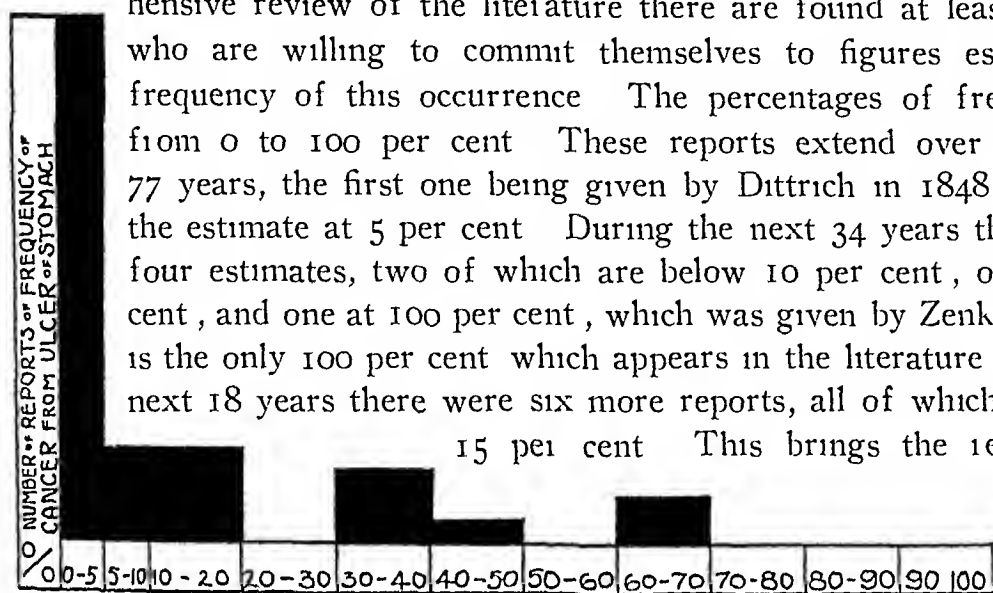 hensive review of the literature there are found at leas
who are willing to commit themselves to figures es
frequency of this occurrence The percentages of fre
from 0 to 100 per cent These reports extend over
77 years, the first one being given by Dittrich in 1848
the estimate at 5 per cent During the next 34 years th
four estimates, two of which are below 10 per cent, o
cent, and one at 100 per cent, which was given by Zenk
is the only 100 per cent which appears in the literature
next 18 years there were six more reports, all of which
15 per cent This brings the re
NUMBER OF REPORTS OF FREQUENCY OF
CANCER FROM ULCER OF STOMACH
% 0 0-5 5-10 10-20 20-30 30-40 40-50 50-60 60-70 70-80 80-90 90 100